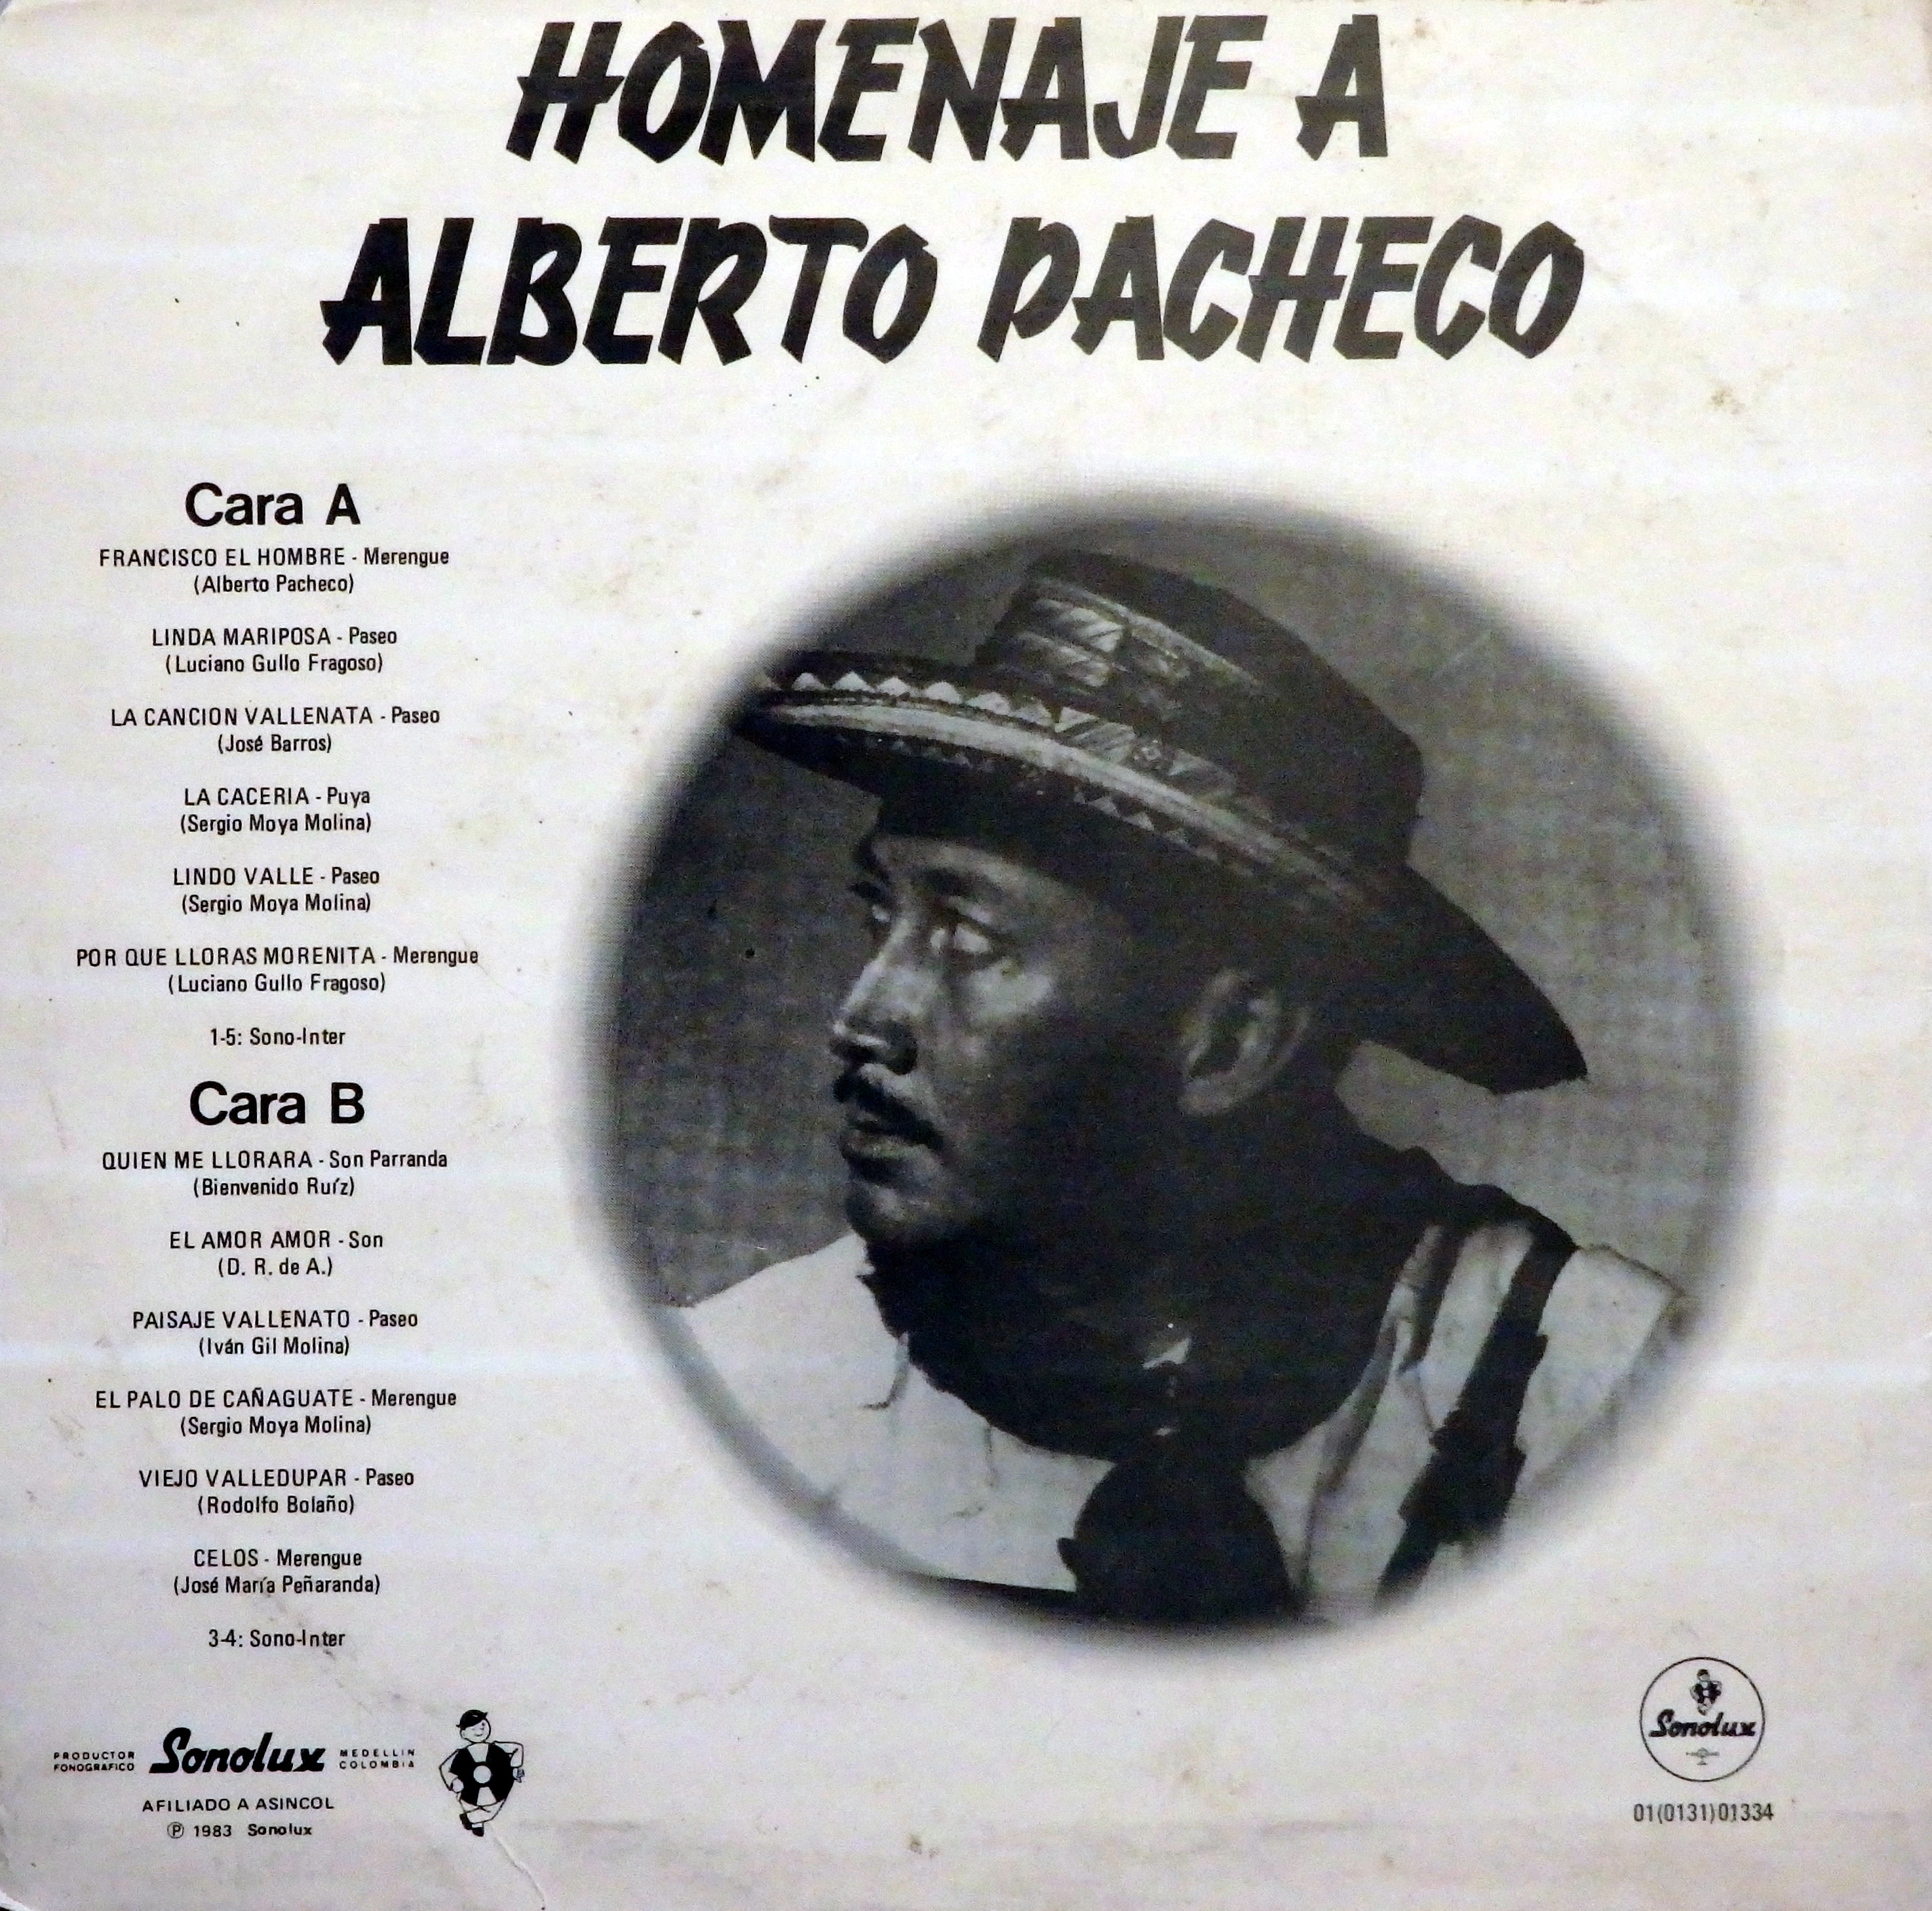 HOMENAJE A
ALBERTO PACHECO
Cara A
FRANCISCO EL HOMBRE - Merengue
(Alberto Pacheco)
LINDA MARIPOSA - Paseo
(Luciano Gullo Fragoso)
LA CANCION VALLENATA - Paseo
(José Barros)
LA CACERIA - Puya
(Sergio Moya Molina)
LINDO VALLE - Paseo
(Sergio Moya Molina)
POR QUE LLORAS MORENITA - Merengue
(Luciano Gullo Fragoso)
1-5: Sono-Inter
Cara B
QUIEN ME LLORARA - Son Parranda
(Bienvenido Ruíz)
EL AMOR AMOR - Son
(D. R. de A.)
PAISAJE VALLENATO - Paseo
(Iván Gil Molina)
EL PALO DE CAÑAGUATE - Merengue
(Sergio Moya Molina)
VIEJO VALLEDUPAR - Paseo
(Rodolfo Bolaño)
CELOS - Merengue
(José María Peñaranda)
3-4: Sono-Inter
PRODUCTOR
FONOGRAFICO
Sonolux
MEDELLIN
COLOMBIA
AFILIADO A ASINCOL
Ⓟ 1983 Sonolux
Sonolux
01(0131)01334